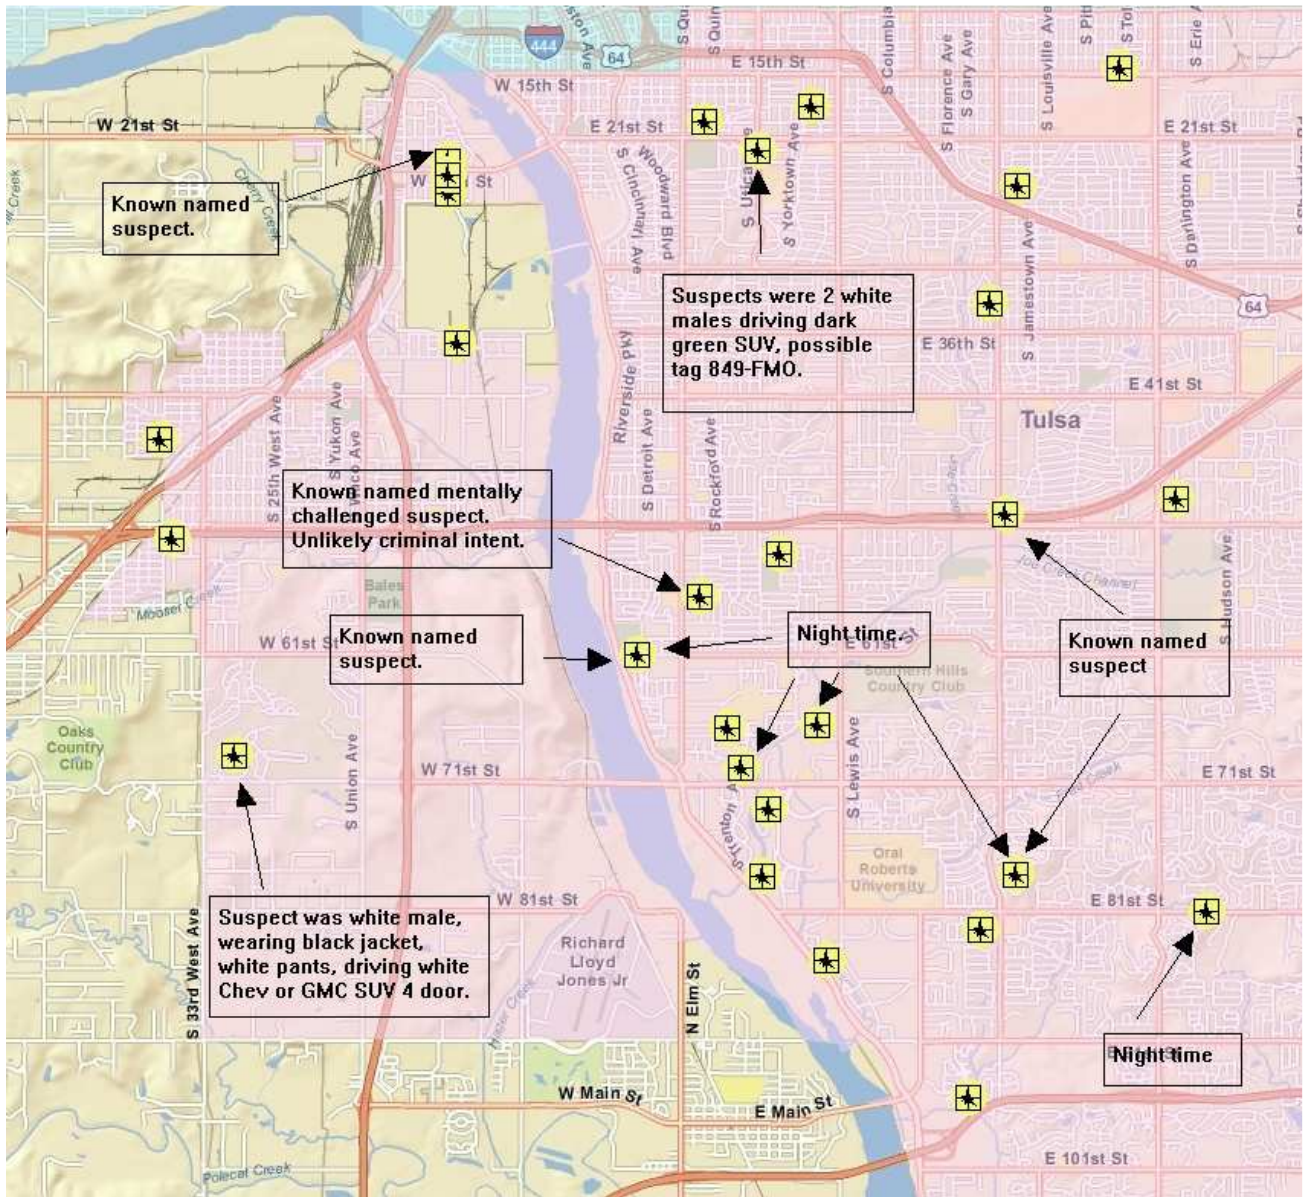 S Quin
S Columbia
S Florence Ave
S Gary Ave
S Louisville Ave
S Erie A
444
64
E 15th St
W 15th St
W 21st St
E 21st St
E 21st St
Cherry Creek
Creek
Known named
suspect.
S Cincinnati Ave
Woodward Blvd
S Utica
S Yorktown Ave
S Darlington Ave
S Jamestown Ave
64
Suspects were 2 white
males driving dark
green SUV, possible
tag 849-FMO.
E 36th St
Riverside Pky
E 41st St
Tulsa
S 25th West Ave
S Yukon Ave
S Detroit Ave
S Rockford Ave
Known named mentally
challenged suspect.
Unlikely criminal intent.
Joe Creek Channel
S Hudson Ave
Mooser Creek
Bales
Park
W 61st St
Known named
suspect.
Night time.
E 61st St
Known named
suspect
Southern Hills
Country Club
Oaks
Country
Club
S Union Ave
W 71st St
S Lewis Ave
E 71st St
Oral
Roberts
University
W 81st St
E 81st St
S 33rd West Ave
Suspect was white male,
wearing black jacket,
white pants, driving white
Chev or GMC SUV 4 door.
Richard
Lloyd
Jones Jr
N Elm St
Night time
W Main St
E Main St
Polecat Creek
E 101st St